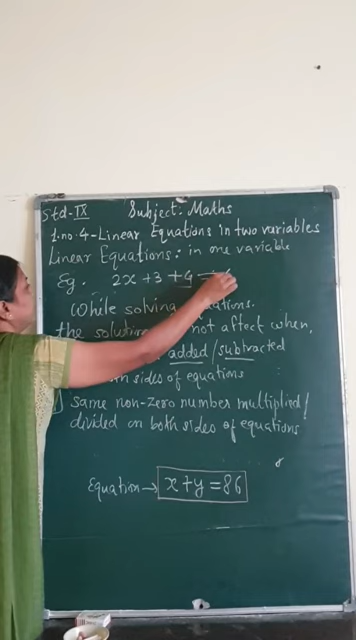 Std-IX Subject: Maths
1.no.4-Linear Equations in two variables
Linear Equations: in one variable
Eg. 2x+3+4=
While solving
the not affect when,
added/subtracted
sides of equations
Same non-zero number multiplied/
divided on both sides of equations
Equation→ x+y=86